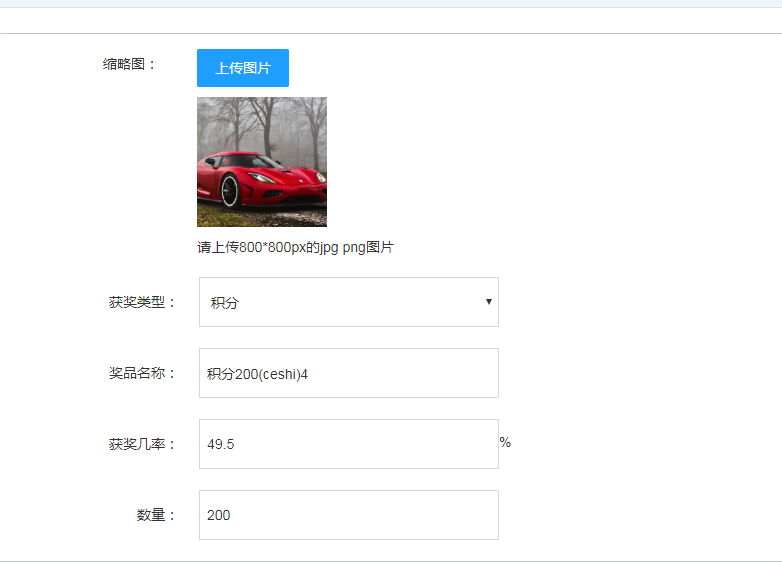 缩略图：
上传图片
请上传800*800px的jpg png图片
获奖类型：
积分
奖品名称：
积分200(ceshi)4
获奖几率：
49.5
%
数量：
200